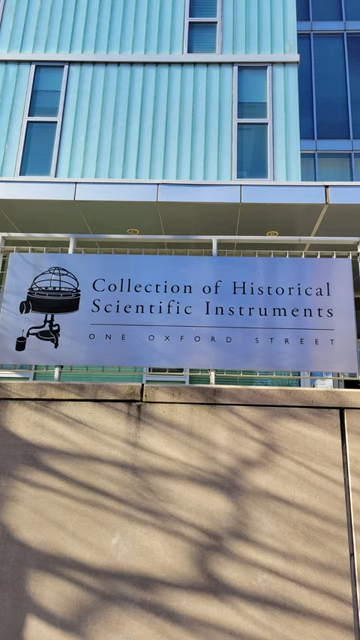 Collection of Historical
Scientific Instruments
ONE OXFORD STREET